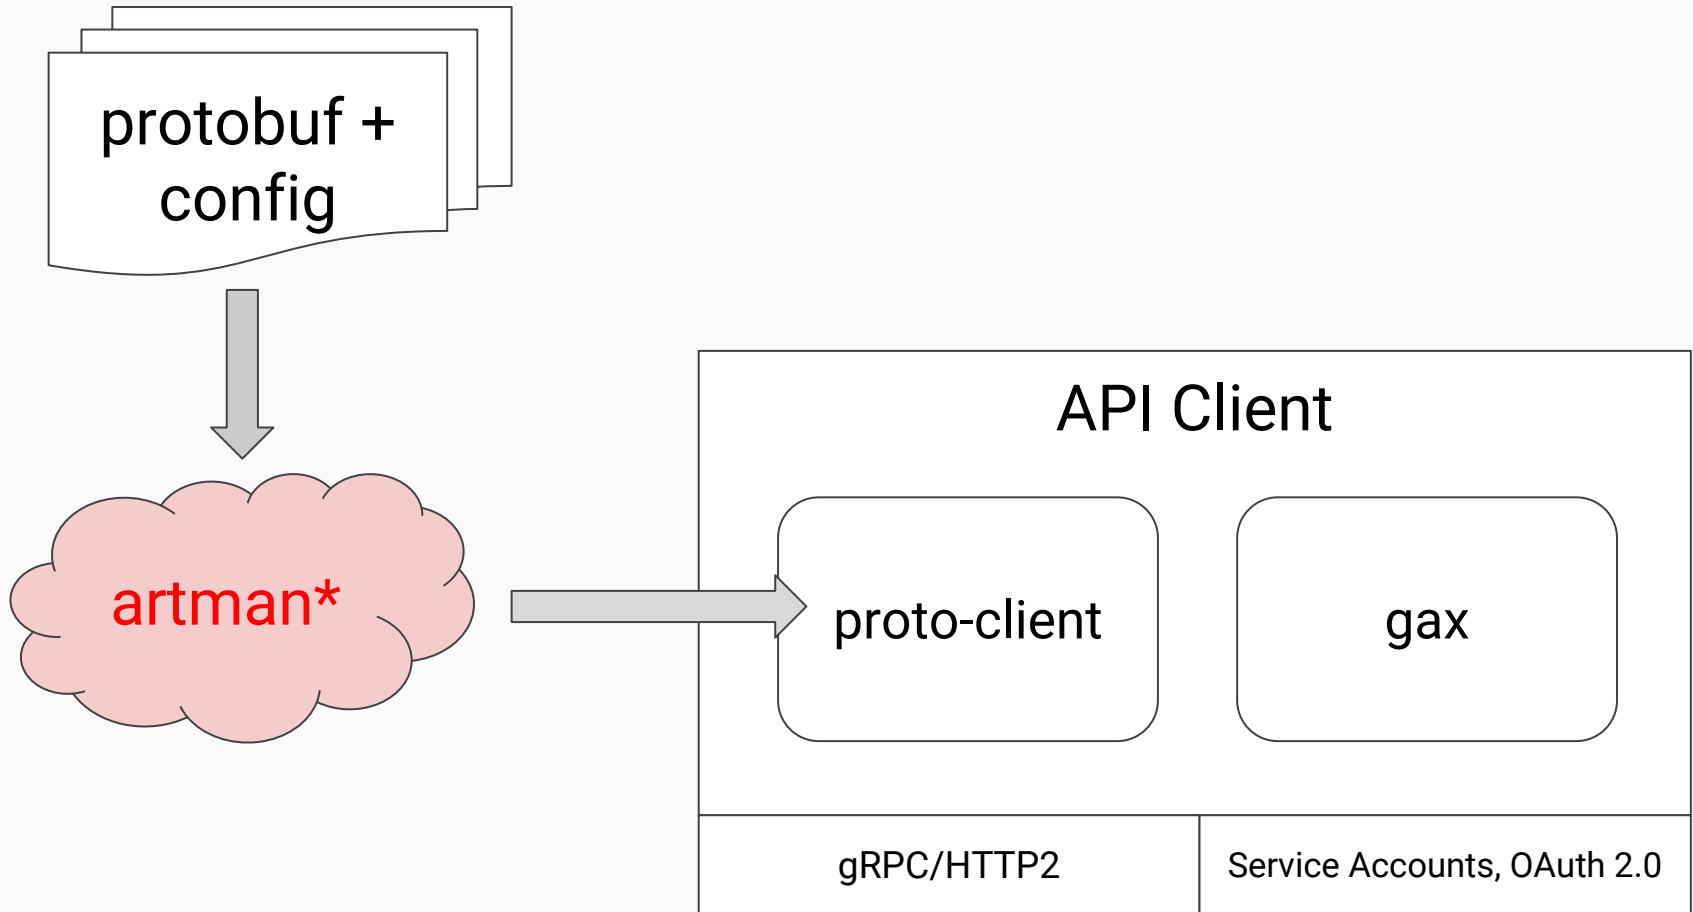 protobuf +
config
API Client
artman*
proto-client
gax
gRPC/HTTP2
Service Accounts, OAuth 2.0